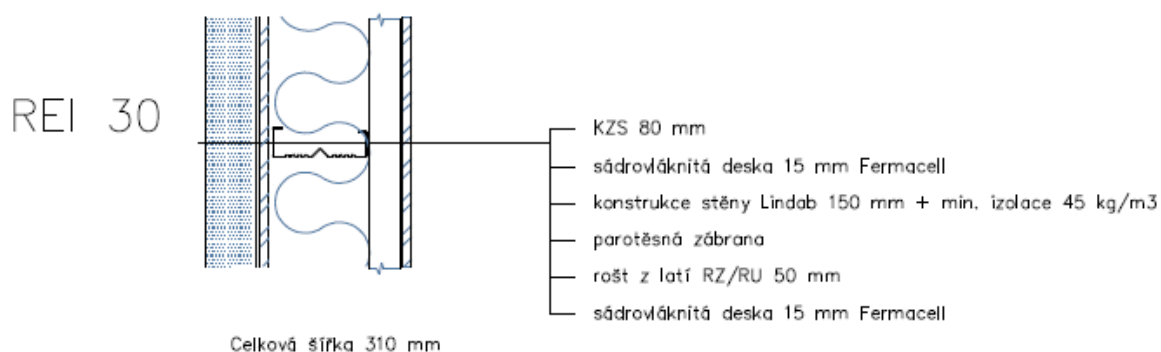 REI 30
KZS 80 mm
sádrovláknitá deska 15 mm Fermacell
konstrukce stěny Lindab 150 mm + min. izolace 45 kg/m3
parotěsná zábrana
rošt z latí RZ/RU 50 mm
sádrovláknitá deska 15 mm Fermacell
Celková šířka 310 mm